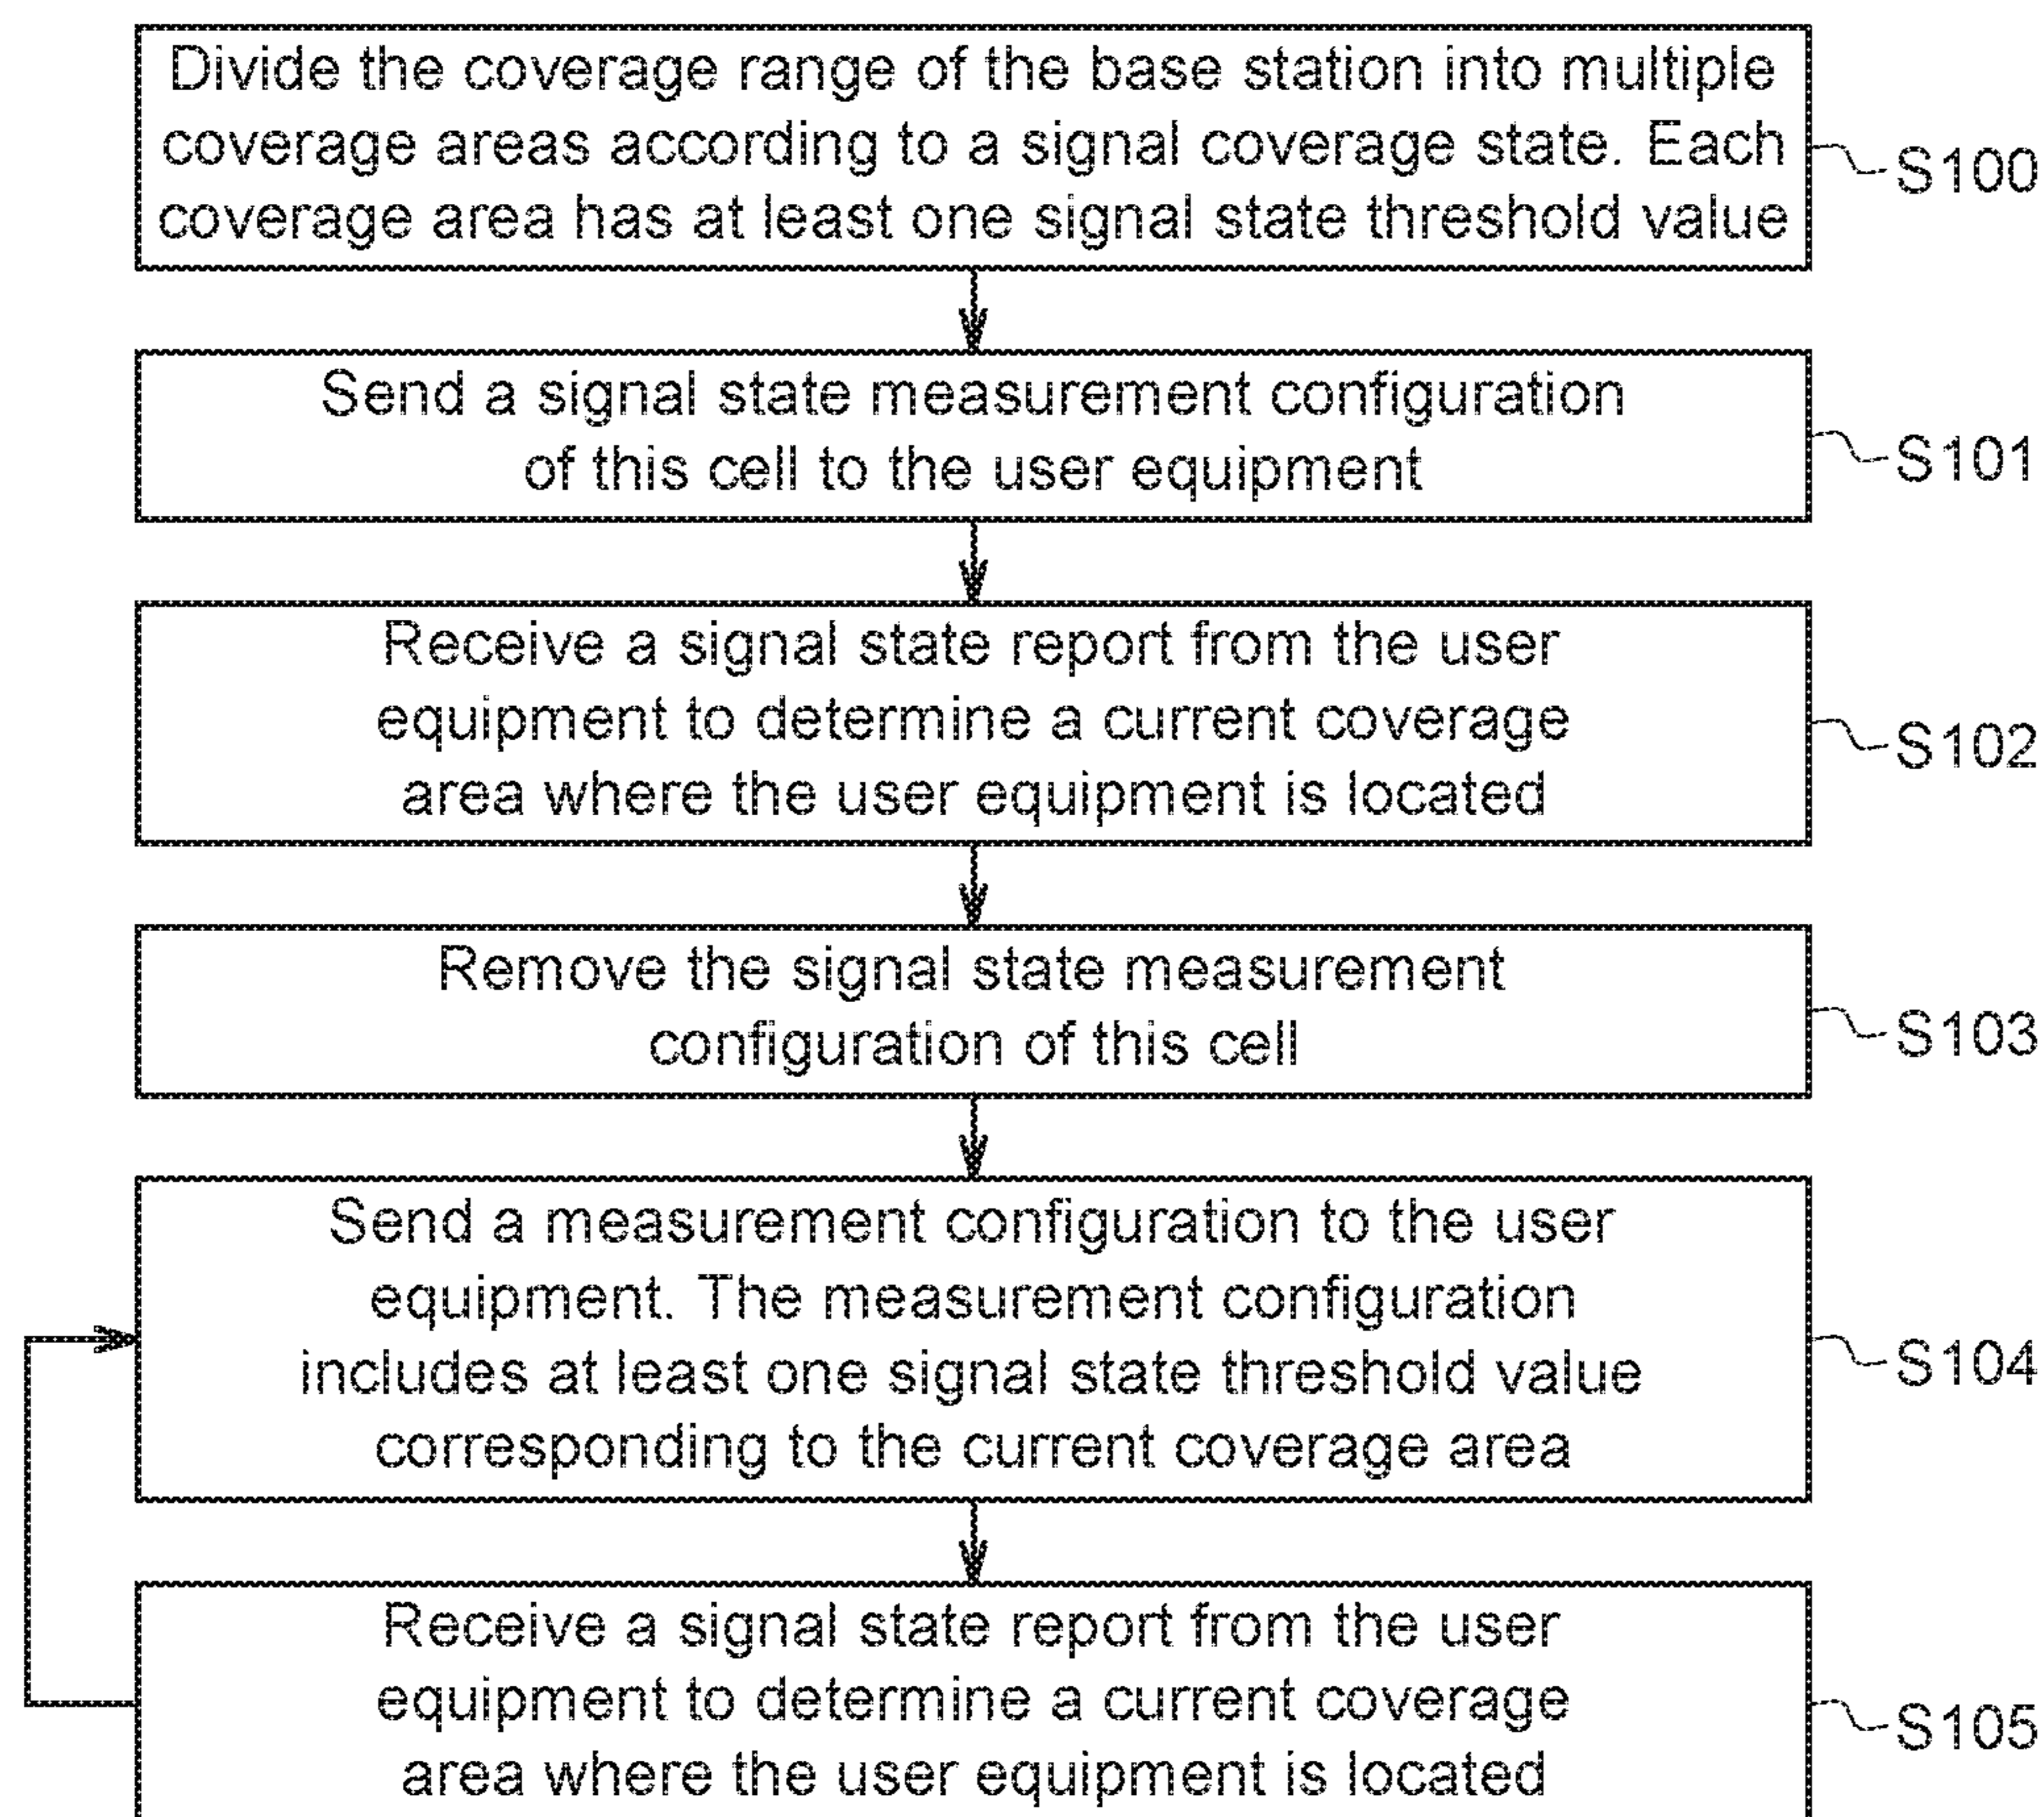 Divide the coverage range of the base station into multiple
coverage areas according to a signal coverage state. Each
coverage area has at least one signal state threshold value
S100
Send a signal state measurement configuration
of this cell to the user equipment
S101
Receive a signal state report from the user
equipment to determine a current coverage
area where the user equipment is located
S102
Remove the signal state measurement
configuration of this cell
S103
Send a measurement configuration to the user
equipment. The measurement configuration
includes at least one signal state threshold value
corresponding to the current coverage area
S104
Receive a signal state report from the user
equipment to determine a current coverage
area where the user equipment is located
S105